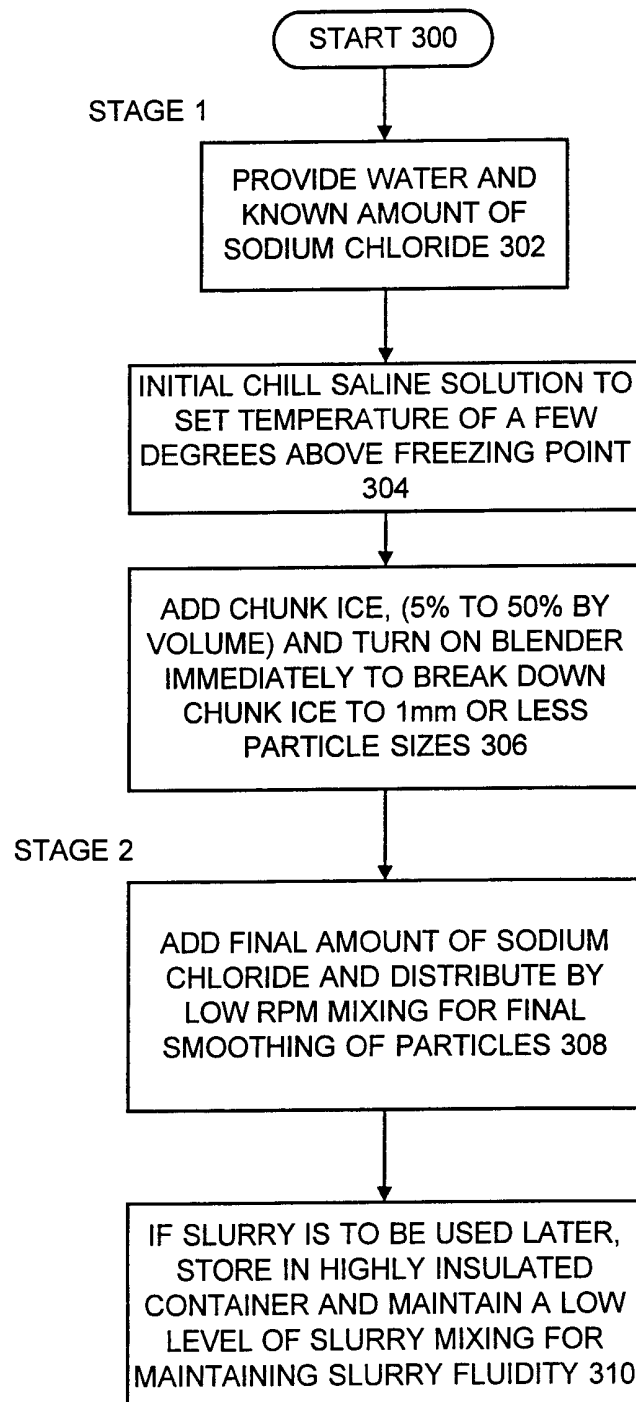 START 300
STAGE 1
PROVIDE WATER AND
KNOWN AMOUNT OF
SODIUM CHLORIDE 302
INITIAL CHILL SALINE SOLUTION TO
SET TEMPERATURE OF A FEW
DEGREES ABOVE FREEZING POINT
304
ADD CHUNK ICE, (5% TO 50% BY
VOLUME) AND TURN ON BLENDER
IMMEDIATELY TO BREAK DOWN
CHUNK ICE TO 1mm OR LESS
PARTICLE SIZES 306
STAGE 2
ADD FINAL AMOUNT OF SODIUM
CHLORIDE AND DISTRIBUTE BY
LOW RPM MIXING FOR FINAL
SMOOTHING OF PARTICLES 308
IF SLURRY IS TO BE USED LATER,
STORE IN HIGHLY INSULATED
CONTAINER AND MAINTAIN A LOW
LEVEL OF SLURRY MIXING FOR
MAINTAINING SLURRY FLUIDITY 310